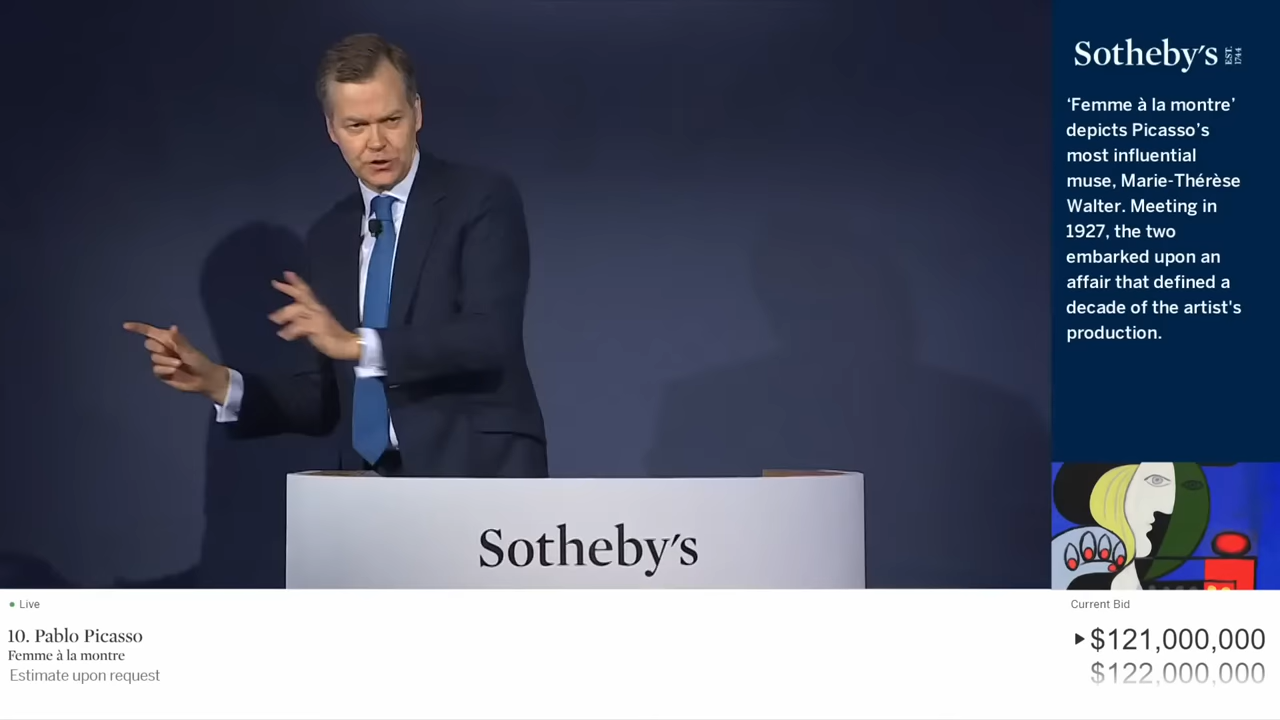 Sotheby's EST. 1744
‘Femme à la montre’
depicts Picasso's
most influential
muse, Marie-Thérèse
Walter. Meeting in
1927, the two
embarked upon an
affair that defined a
decade of the artist's
production.
Sotheby's
Live
10. Pablo Picasso
Femme à la montre
Estimate upon request
Current Bid
$121,000,000
$122,000,000